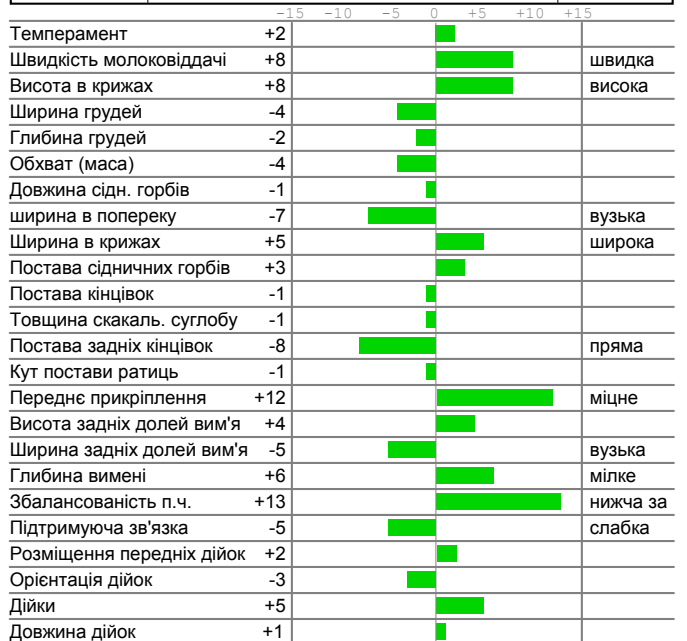 -15 -10 -5 0 +5 +10 +15
Темперамент +2
Швидкість молоковіддачі +8 швидка
Висота в крижах +8 висока
Ширина грудей -4
Глибина грудей -2
Обхват (маса) -4
Довжина сідн. горбів -1
ширина в попереку -7 вузька
Ширина в крижах +5 широка
Постава сідничних горбів +3
Постава кінцівок -1
Товщина скакаль. суглобу -1
Постава задніх кінцівок -8 пряма
Кут постави ратиць -1
Переднє прикріплення +12 міцне
Висота задніх долей вим'я +4
Ширина задніх долей вим'я -5 вузька
Глибина вимені +6 мілке
Збалансованість п.ч. +13 нижча за
Підтримуюча зв'язка -5 слабка
Розміщення передніх дійок +2
Орієнтація дійок -3
Дійки +5
Довжина дійок +1